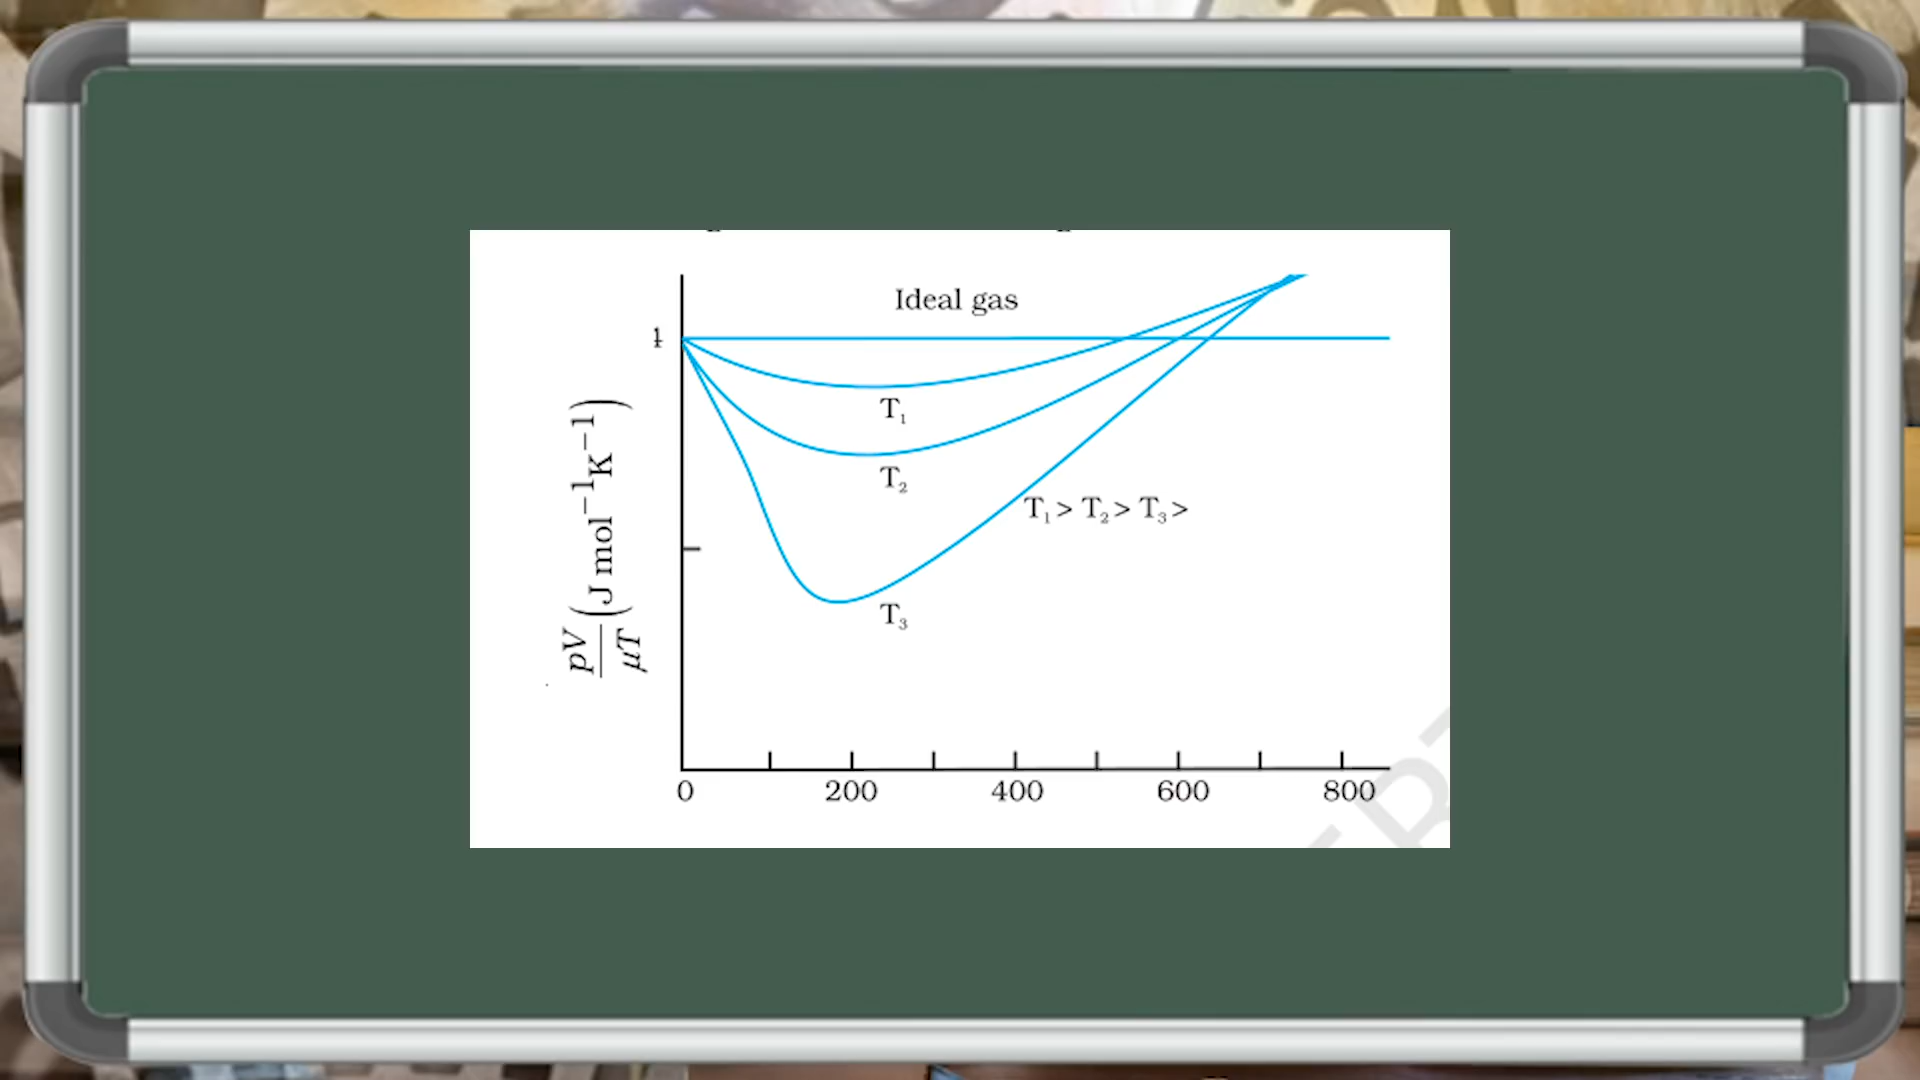 Ideal gas
1
T₁
T₂
T₁ > T₂ > T₃ >
T₃
pV/μT (J mol⁻¹K⁻¹)
0 200 400 600 800